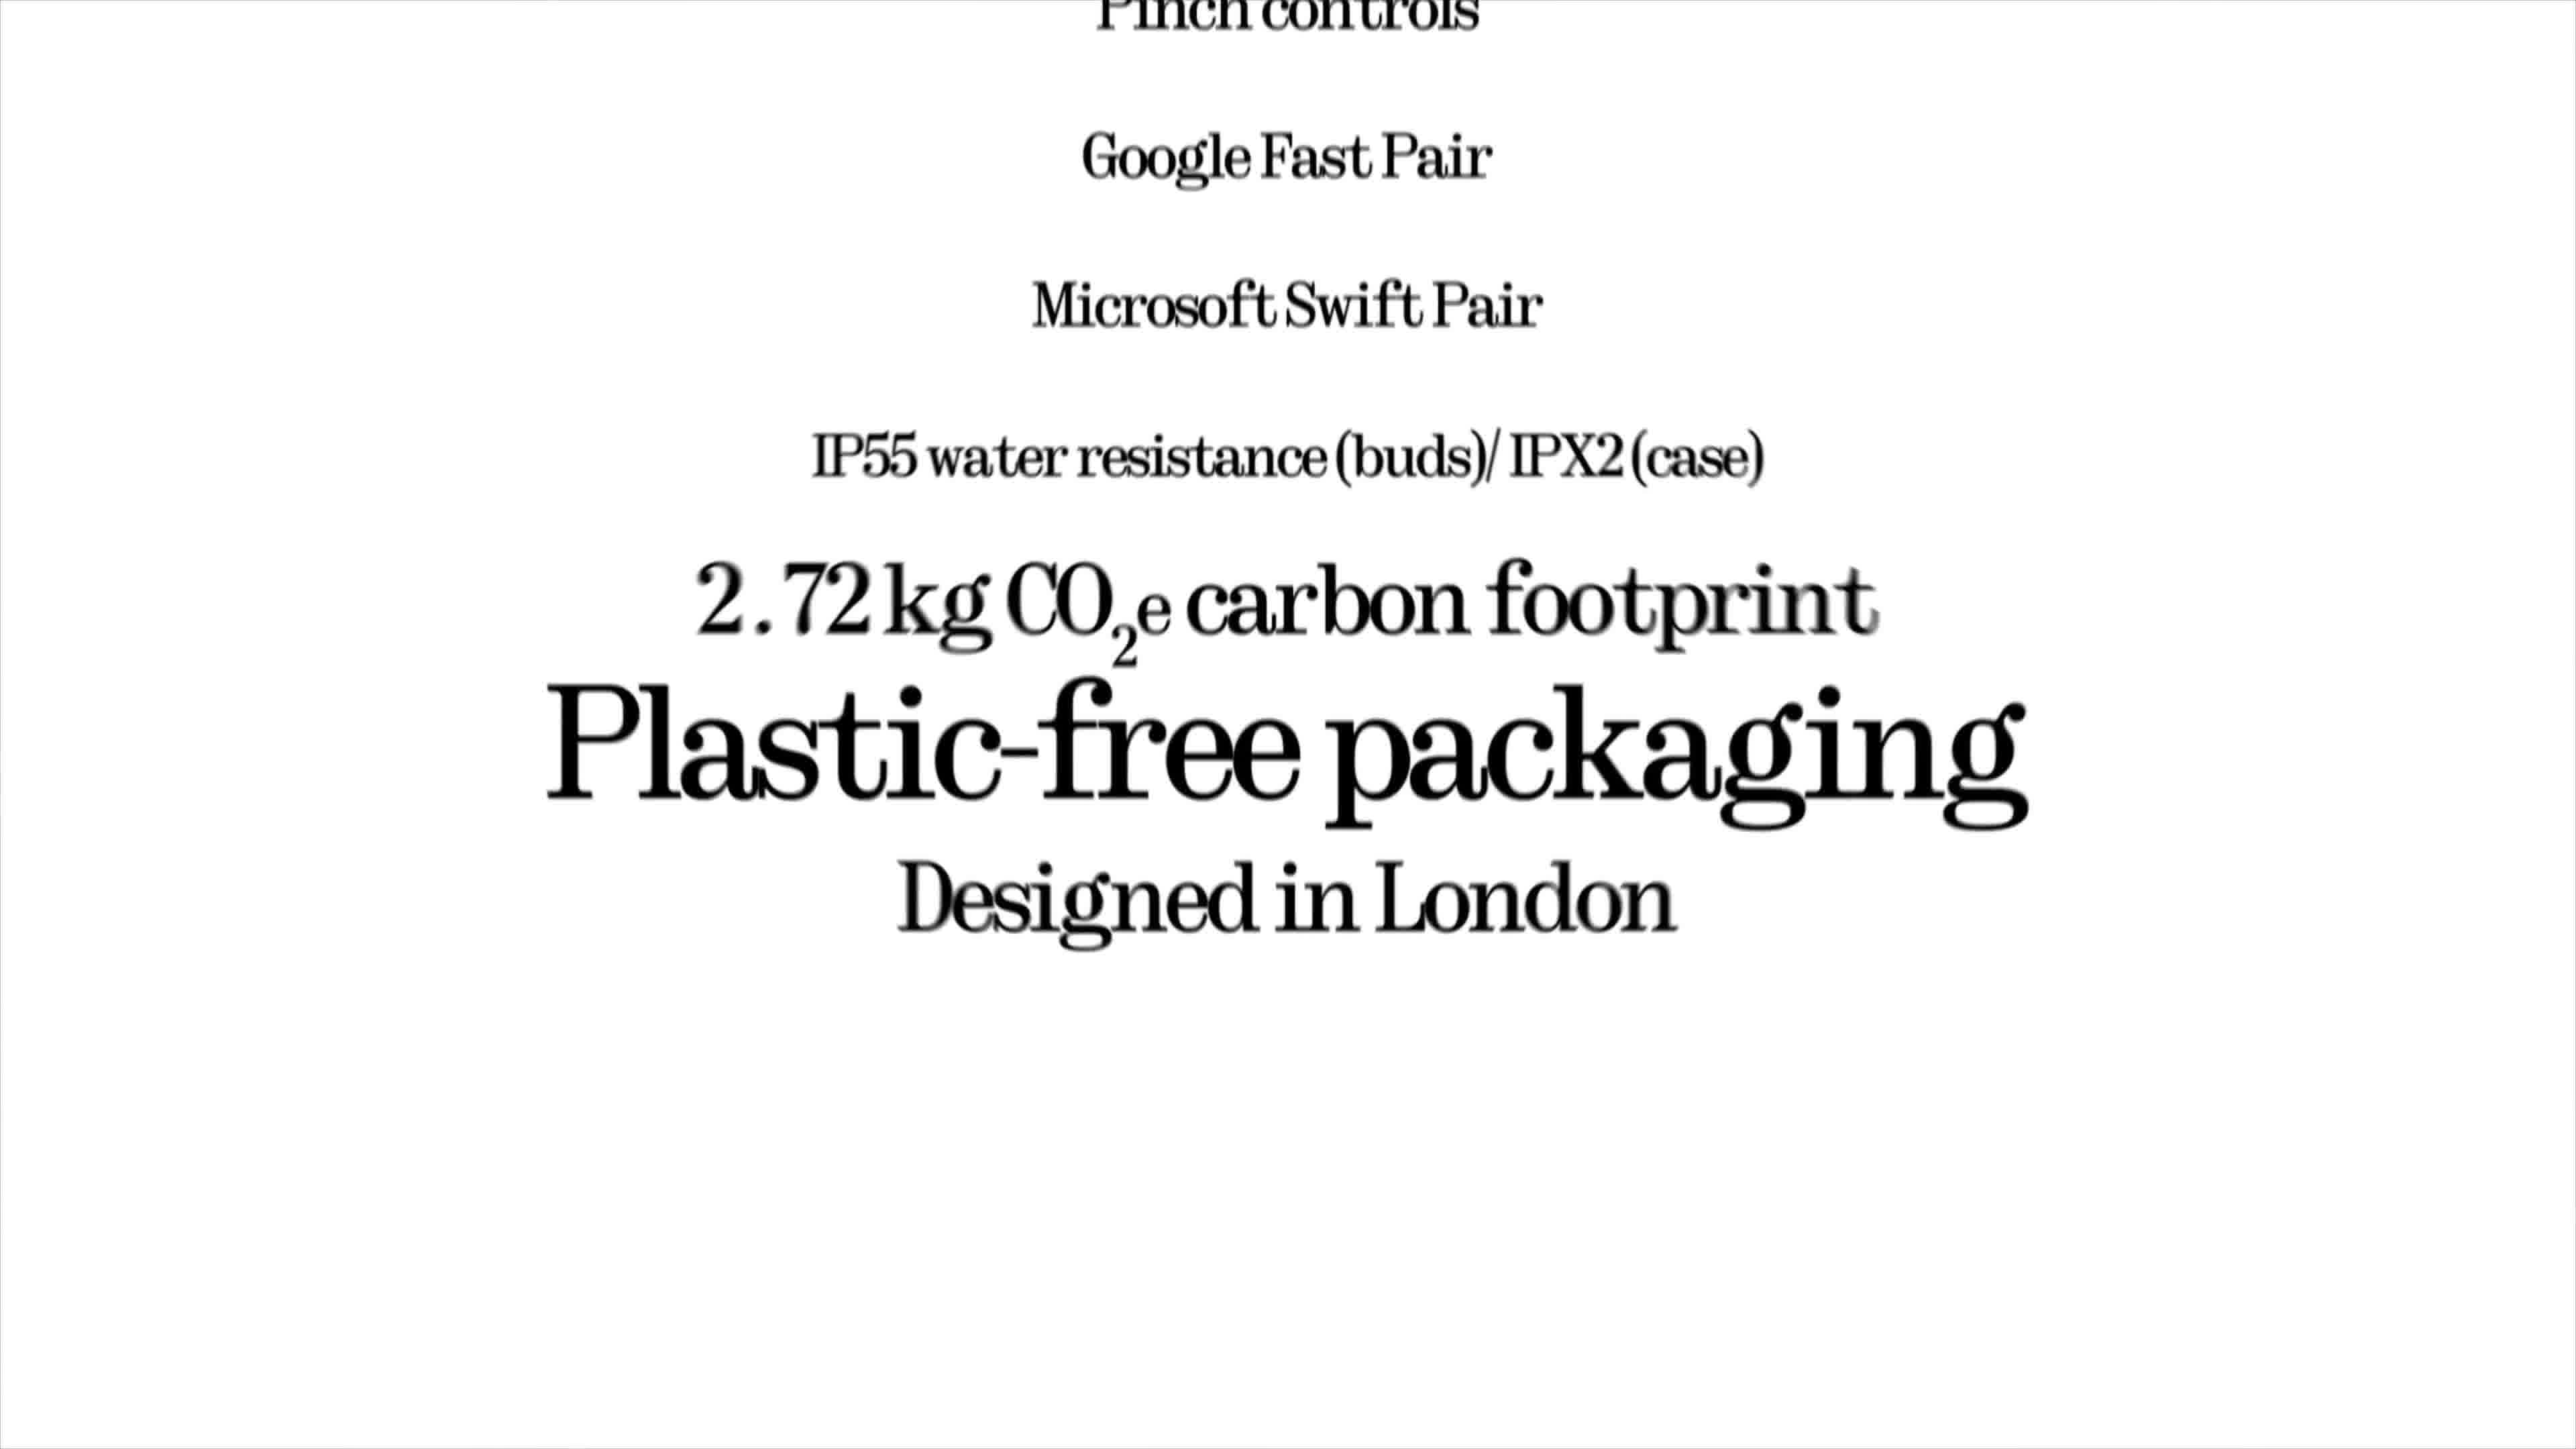 Pinch controls
Google Fast Pair
Microsoft Swift Pair
IP55 water resistance (buds)/ IPX2 (case)
2.72 kg CO₂e carbon footprint
Plastic-free packaging
Designed in London